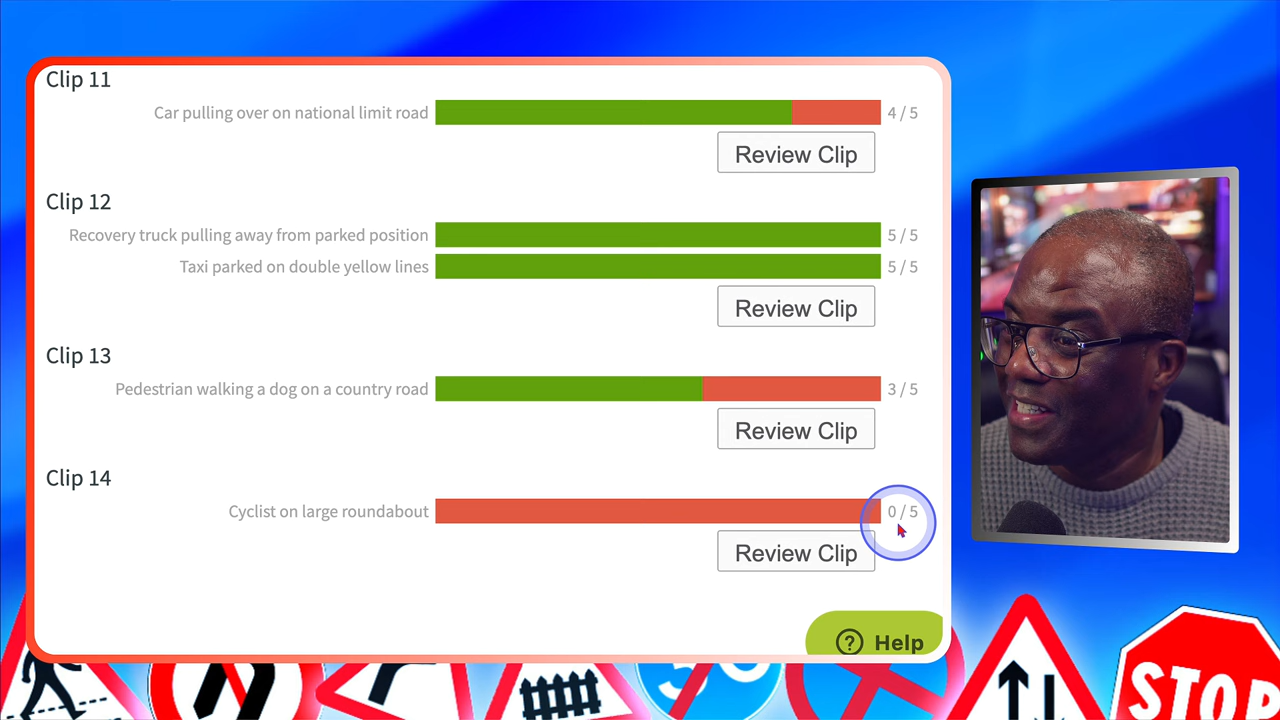 Clip 11
Car pulling over on national limit road 4 / 5
Review Clip
Clip 12
Recovery truck pulling away from parked position 5 / 5
Taxi parked on double yellow lines 5 / 5
Review Clip
Clip 13
Pedestrian walking a dog on a country road 3 / 5
Review Clip
Clip 14
Cyclist on large roundabout 0 / 5
Review Clip
? Help
STOP